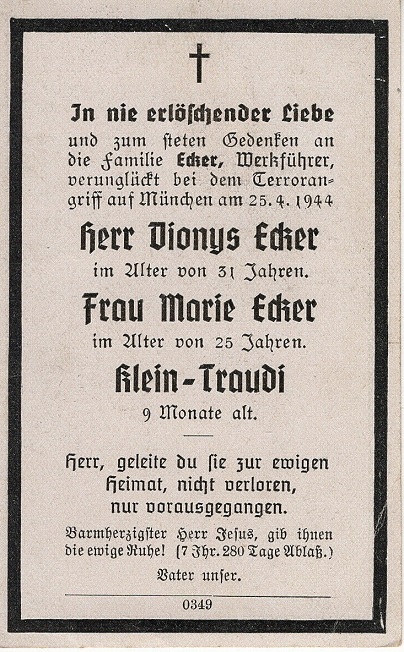 In nie erlöschender Liebe
und zum steten Gedenken an
die Familie Ecker, Werkführer,
verunglückt bei dem Terroran-
griff auf München am 25.4.1944
Herr Dionys Ecker
im Alter von 31 Jahren.
Frau Marie Ecker
im Alter von 25 Jahren.
Klein-Traudi
9 Monate alt.
Herr, geleite du sie zur ewigen
Heimat, nicht verloren,
nur vorausgegangen.
Barmherzigster Herr Jesus, gib ihnen
die ewige Ruhe! (7 Jhr. 280 Tage Ablaß.)
Vater unser.
0349